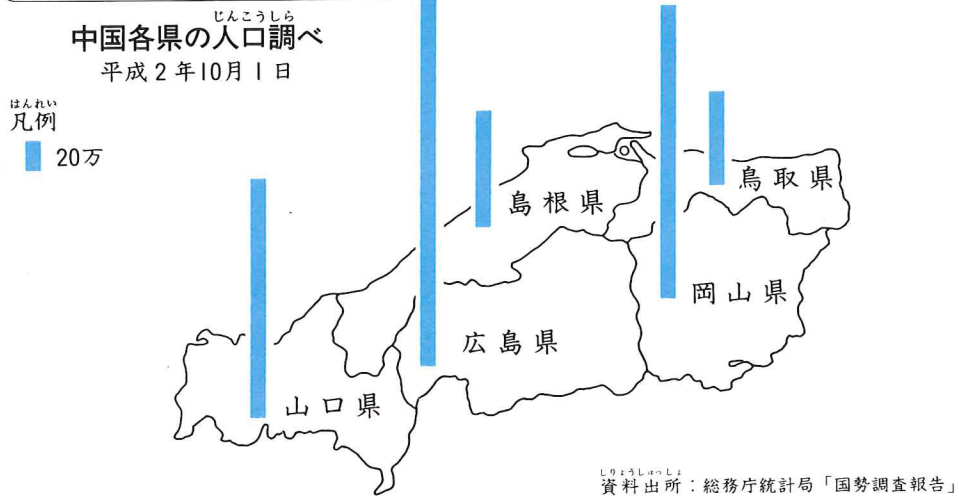 じんこうしら
中国各県の人口調べ
平成2年10月1日
はんれい
凡例
20万
島根県
鳥取県
岡山県
広島県
山口県
しりょうしゅっしょ
資料出所：総務庁統計局「国勢調査報告」